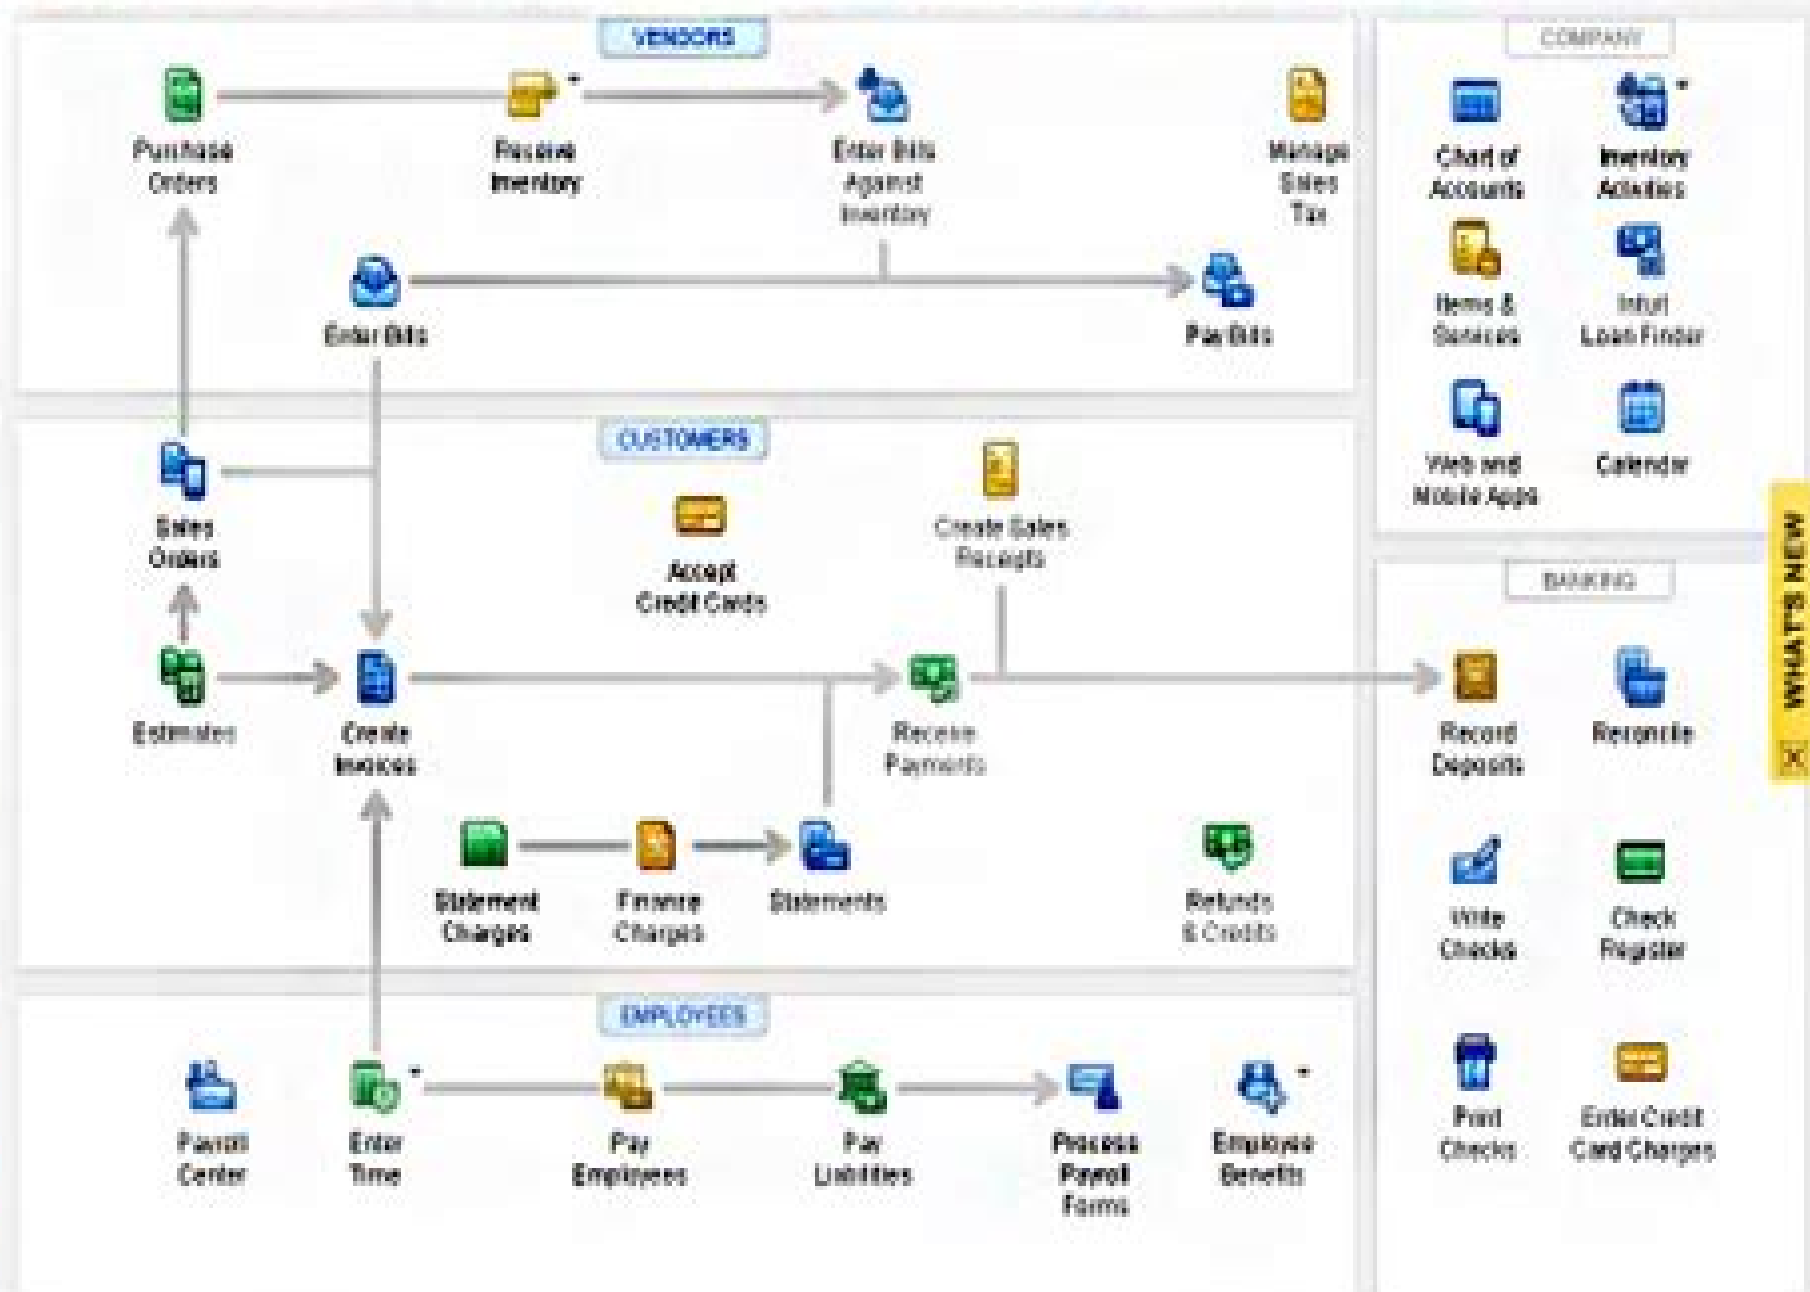 VENDORS
Purchase
Orders
Receive
Inventory
Enter Bills
Against
Inventory
Manage
Sales
Tax
Enter Bills
Pay Bills
CUSTOMERS
Sales
Orders
Accept
Credit Cards
Create Sales
Receipts
Estimates
Create
Invoices
Receive
Payments
Statement
Charges
Finance
Charges
Statements
Refunds
& Credits
EMPLOYEES
Payroll
Center
Enter
Time
Pay
Employees
Pay
Liabilities
Process
Payroll
Forms
Employee
Benefits
COMPANY
Chart of
Accounts
Inventory
Activities
Items &
Services
Intuit
Loan Finder
Web and
Mobile Apps
Calendar
BANKING
Record
Deposits
Reconcile
Write
Checks
Check
Register
Print
Checks
Enter Credit
Card Charges
WHAT'S NEW